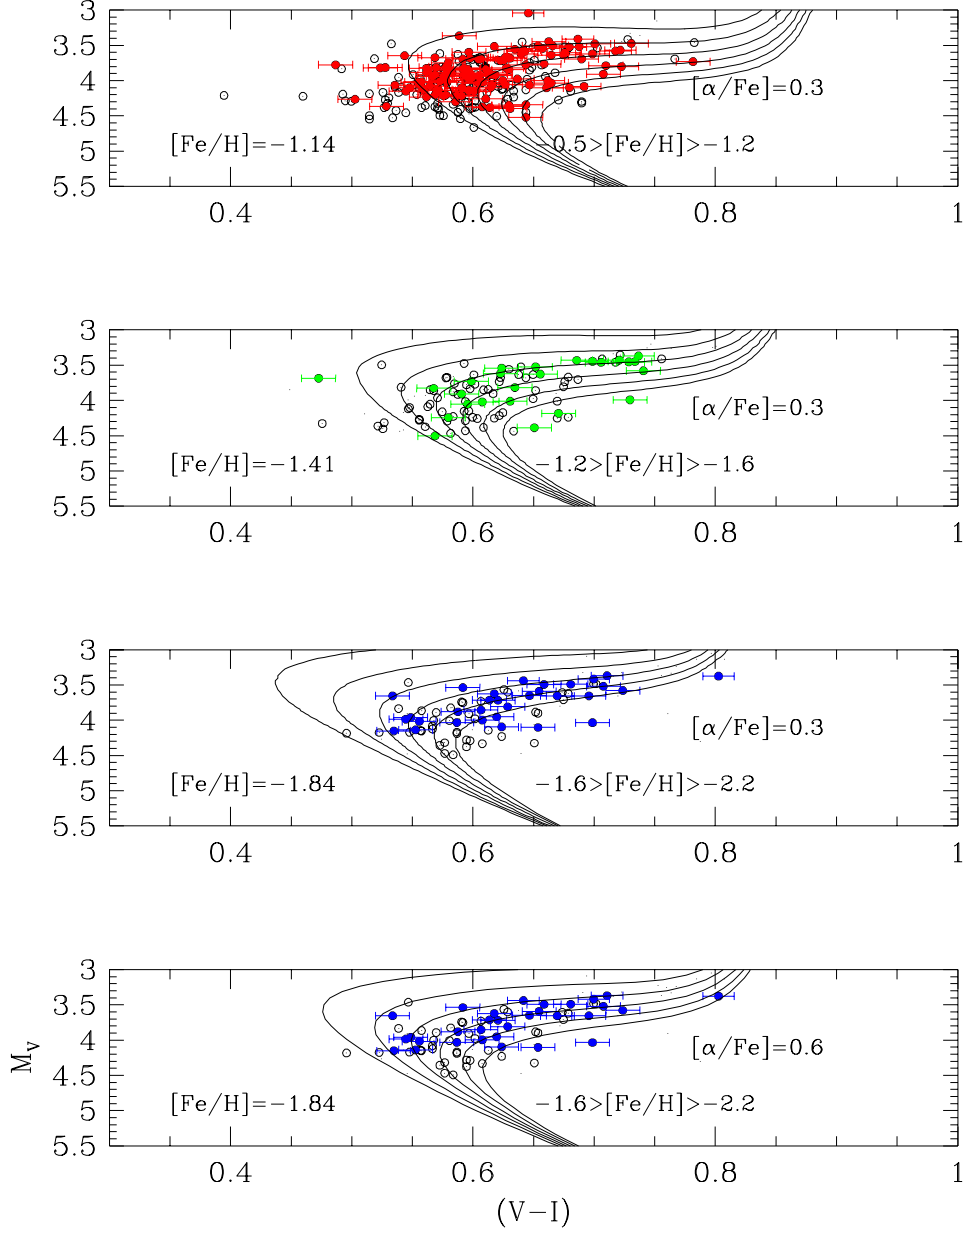 3
3.5
4
4.5
5
5.5
[α/Fe]=0.3
[Fe/H]=−1.14
−0.5>[Fe/H]>−1.2
0.4
0.6
0.8
1
3
3.5
4
4.5
5
5.5
[α/Fe]=0.3
[Fe/H]=−1.41
−1.2>[Fe/H]>−1.6
0.4
0.6
0.8
1
3
3.5
4
4.5
5
5.5
[α/Fe]=0.3
[Fe/H]=−1.84
−1.6>[Fe/H]>−2.2
0.4
0.6
0.8
1
3
3.5
4
4.5
5
5.5
M_V
[α/Fe]=0.6
[Fe/H]=−1.84
−1.6>[Fe/H]>−2.2
0.4
0.6
0.8
1
(V−I)